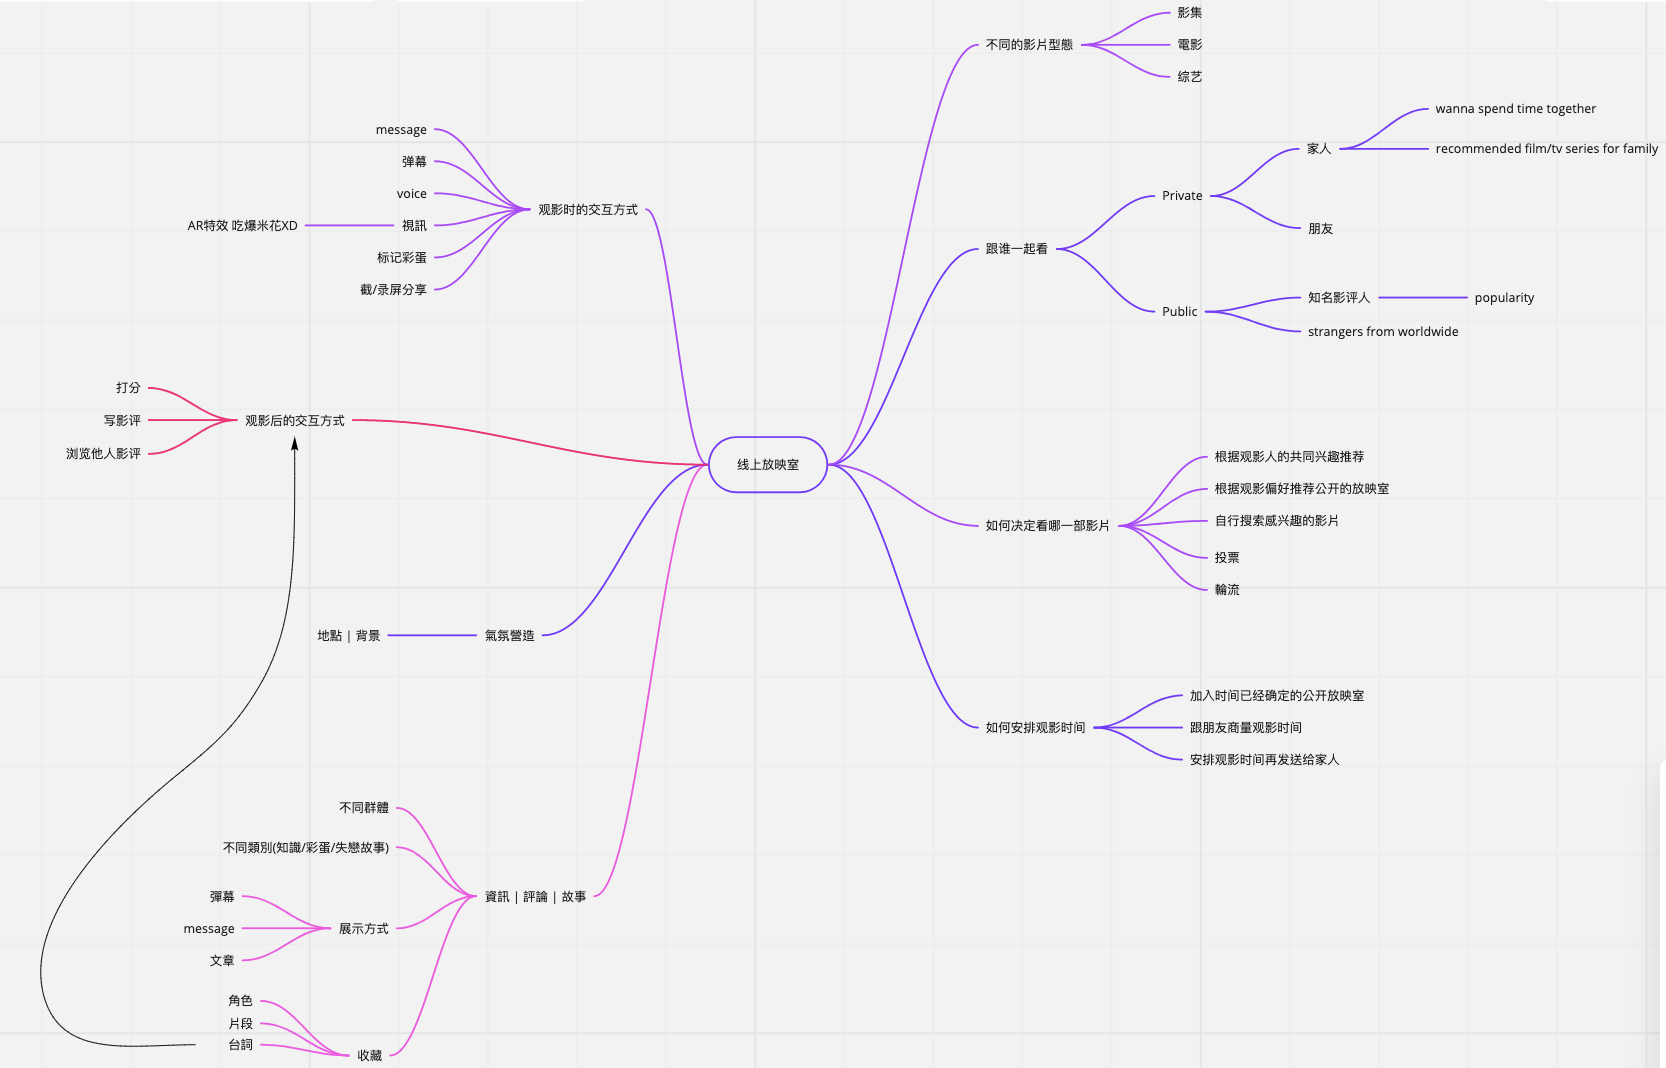 影集
不同的影片型態
電影
综艺
wanna spend time together
家人
recommended film/tv series for family
Private
朋友
跟谁一起看
知名影评人
popularity
Public
strangers from worldwide
message
弹幕
voice
观影时的交互方式
AR特效 吃爆米花XD
視訊
标记彩蛋
截/录屏分享
打分
写影评
观影后的交互方式
浏览他人影评
线上放映室
根据观影人的共同兴趣推荐
根据观影偏好推荐公开的放映室
如何决定看哪一部影片
自行搜索感兴趣的影片
投票
輪流
地點 | 背景
氣氛營造
加入时间已经确定的公开放映室
如何安排观影时间
跟朋友商量观影时间
安排观影时间再发送给家人
不同群體
不同類別(知識/彩蛋/失戀故事)
資訊 | 評論 | 故事
彈幕
message
展示方式
文章
角色
片段
台詞
收藏